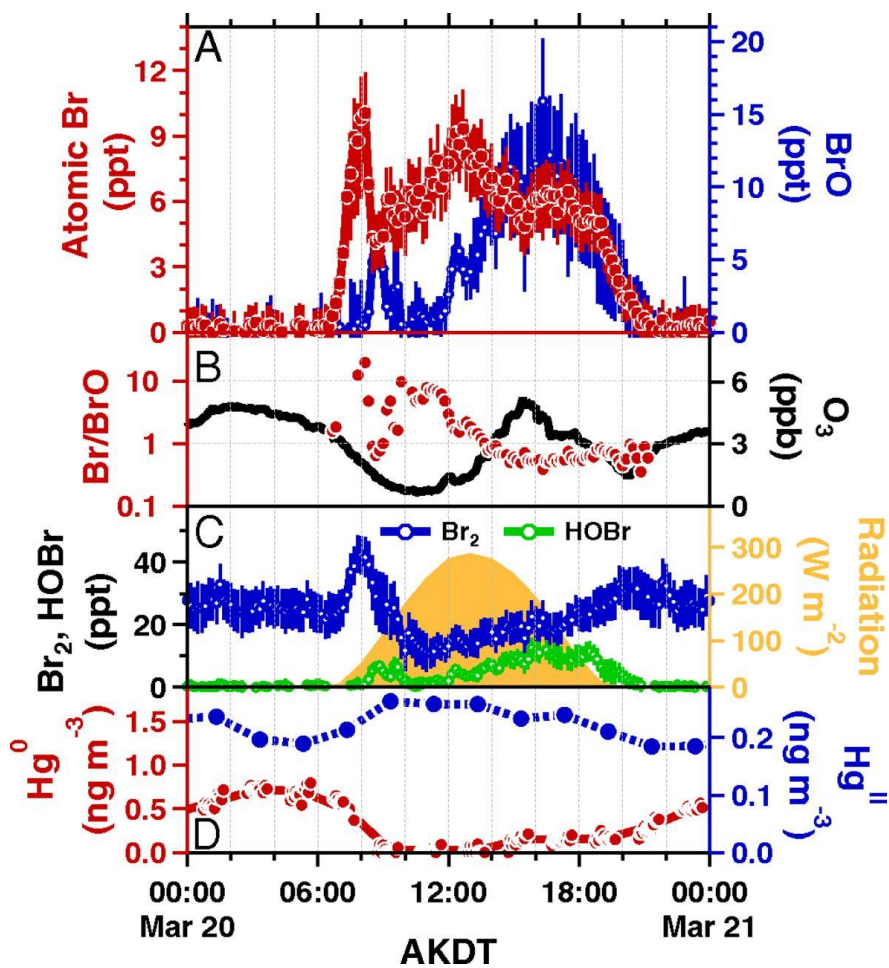 A
12
9
6
3
0
Atomic Br
(ppt)
20
15
10
5
0
BrO
(ppt)
B
10
1
0.1
Br/BrO
6
3
0
O₃
(ppb)
C
Br₂ HOBr
40
20
0
Br₂, HOBr
(ppt)
300
200
100
0
Radiation
(W m⁻²)
D
1.5
1.0
0.5
0.0
Hg⁰
(ng m⁻³)
0.2
0.1
0.0
Hgᴵᴵ
(ng m⁻³)
00:00 06:00 12:00 18:00 00:00
Mar 20 Mar 21
AKDT